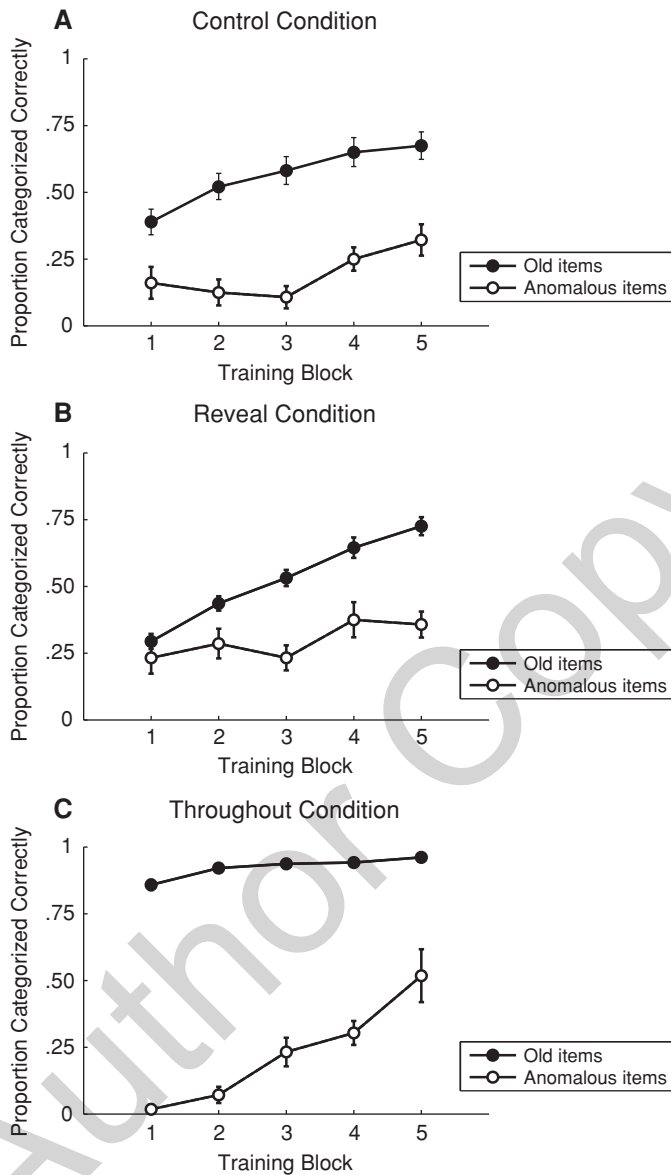 A Control Condition
Proportion Categorized Correctly
1
.75
.50
.25
0
1 2 3 4 5
Training Block
Old items
Anomalous items
B Reveal Condition
Proportion Categorized Correctly
1
.75
.50
.25
0
1 2 3 4 5
Training Block
Old items
Anomalous items
C Throughout Condition
Proportion Categorized Correctly
1
.75
.50
.25
0
1 2 3 4 5
Training Block
Old items
Anomalous items
Author Copy